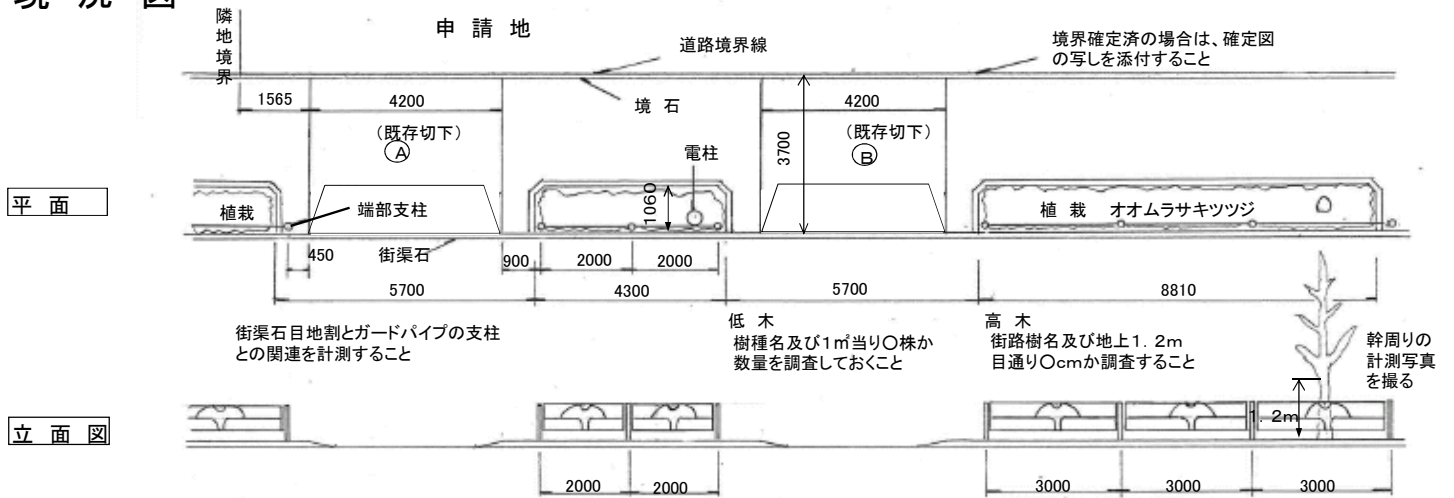 現 況 図
隣地境界
申 請 地
道路境界線
境界確定済の場合は、確定図
の写しを添付すること
1565
4200
境 石
4200
(既存切下)
A
3700
(既存切下)
B
電柱
平 面
植栽
端部支柱
1060
植 栽 オオムラサキツツジ
450
街渠石
900
2000
2000
5700
4300
5700
8810
街渠石目地割とガードパイプの支柱
との関連を計測すること
低 木
樹種名及び1㎡当り〇株か
数量を調査しておくこと
高 木
街路樹名及び地上1．2m
目通り〇cmか調査すること
幹周りの
計測写真
を撮る
立 面 図
1．2m
2000
2000
3000
3000
3000